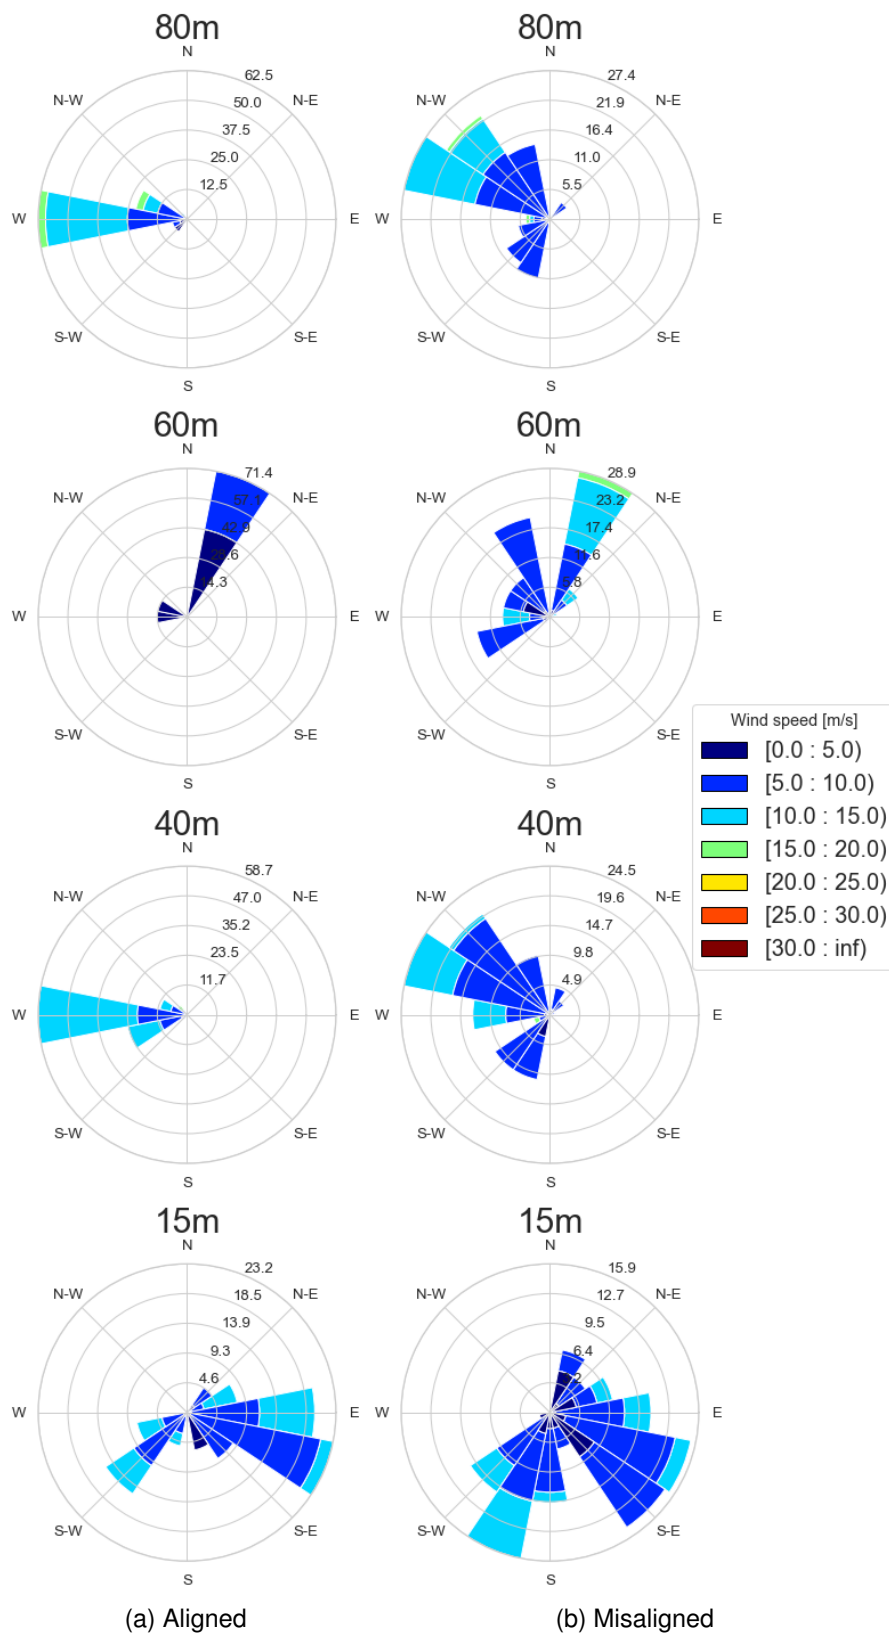 80m
N
62.5
N-W
50.0
N-E
37.5
25.0
12.5
W
E
S-W
S-E
S
80m
N
27.4
N-W
21.9
N-E
16.4
11.0
5.5
W
E
S-W
S-E
S
60m
N
71.4
N-W
57.1
N-E
42.9
28.6
14.3
W
E
S-W
S-E
S
60m
N
28.9
N-W
23.2
N-E
17.4
11.6
5.8
W
E
S-W
S-E
S
Wind speed [m/s]
[0.0 : 5.0)
[5.0 : 10.0)
[10.0 : 15.0)
[15.0 : 20.0)
[20.0 : 25.0)
[25.0 : 30.0)
[30.0 : inf)
40m
N
58.7
N-W
47.0
N-E
35.2
23.5
11.7
W
E
S-W
S-E
S
40m
N
24.5
N-W
19.6
N-E
14.7
9.8
4.9
W
E
S-W
S-E
S
15m
N
23.2
N-W
18.5
N-E
13.9
9.3
4.6
W
E
S-W
S-E
S
15m
N
15.9
N-W
12.7
N-E
9.5
6.4
W
E
S-W
S-E
S
(a) Aligned
(b) Misaligned